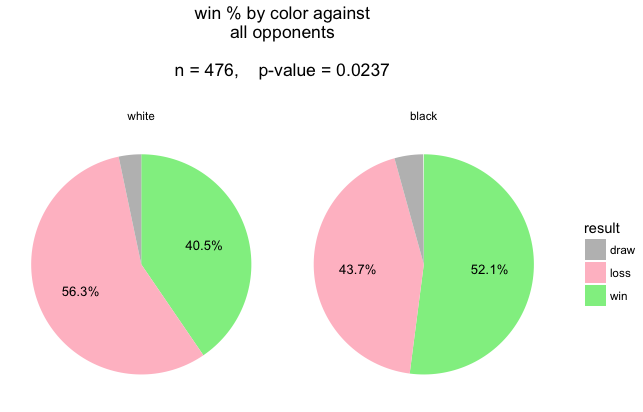 win % by color against
all opponents
n = 476,    p-value = 0.0237
white
black
40.5%
56.3%
43.7%
52.1%
result
draw
loss
win